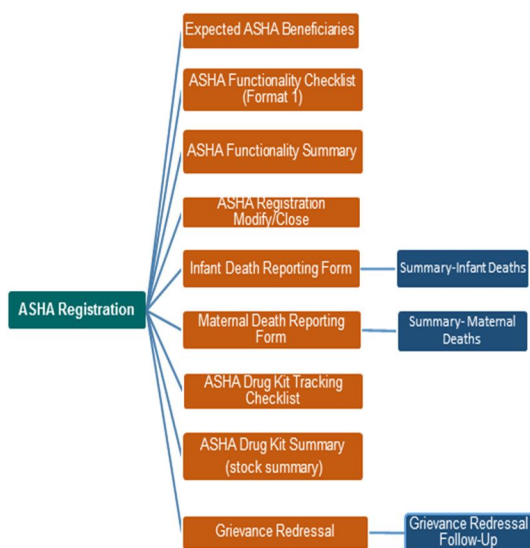 Expected ASHA Beneficiaries
ASHA Functionality Checklist
(Format 1)
ASHA Functionality Summary
ASHA Registration
Modify/Close
Infant Death Reporting Form
Summary-Infant Deaths
ASHA Registration
Maternal Death Reporting
Form
Summary- Maternal
Deaths
ASHA Drug Kit Tracking
Checklist
ASHA Drug Kit Summary
(stock summary)
Grievance Redressal
Grievance Redressal
Follow-Up